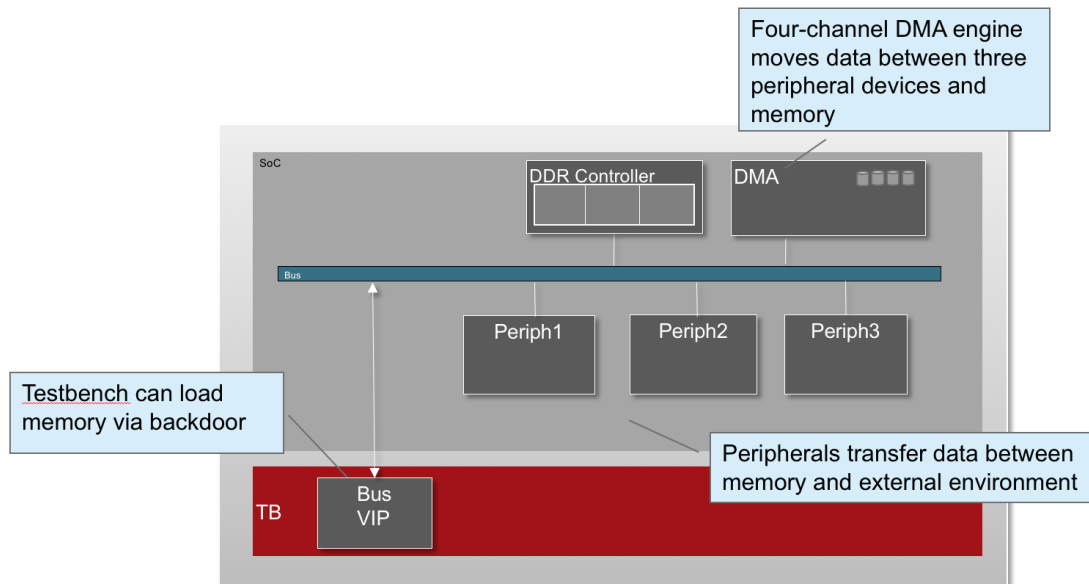 Four-channel DMA engine
moves data between three
peripheral devices and
memory
SoC
DDR Controller
DMA
Bus
Periph1
Periph2
Periph3
Testbench can load
memory via backdoor
Peripherals transfer data between
memory and external environment
TB
Bus
VIP